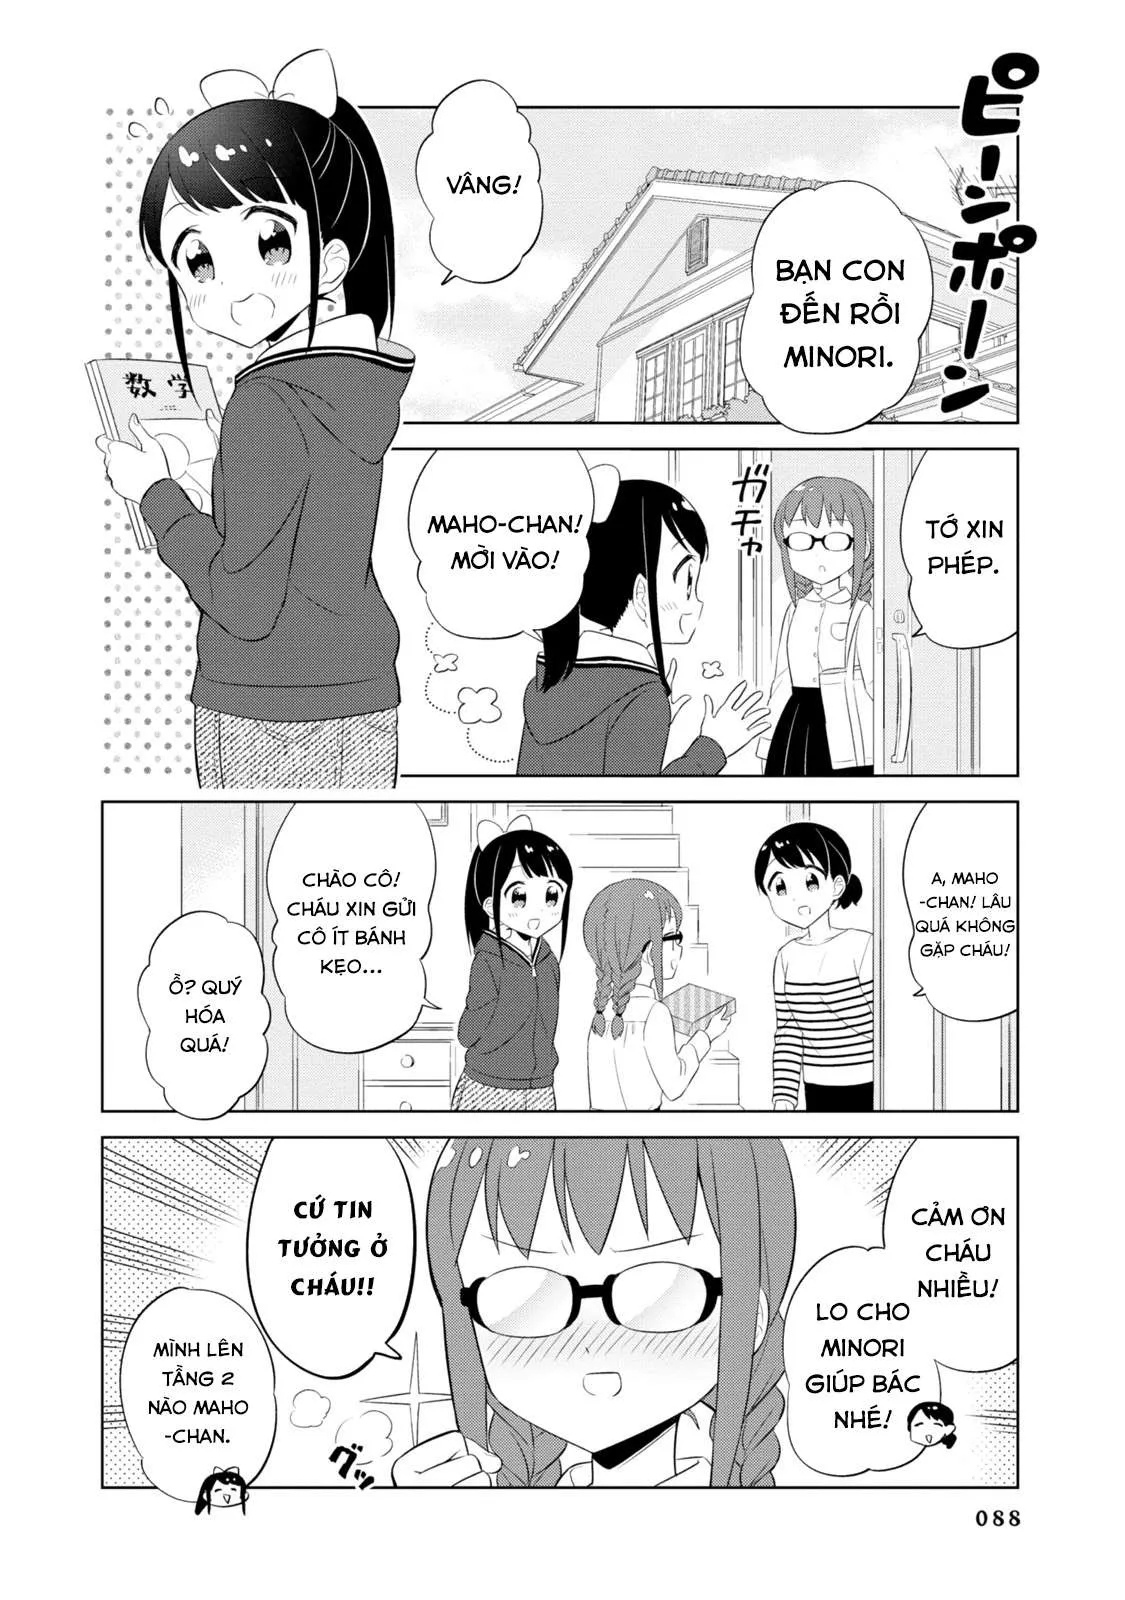 ピーンポーン
BẠN CON
ĐẾN RỒI
MINORI.
VÂNG!
数学
TỚ XIN
PHÉP.
ガチャ
MAHO-CHAN!
MỜI VÀO!
A, MAHO
-CHAN! LÂU
QUÁ KHÔNG
GẶP CHÁU!
CHÀO CÔ!
CHÁU XIN GỬI
CÔ ÍT BÁNH
KẸO...
Ồ? QUÝ
HÓA
QUÁ!
CẢM ƠN
CHÁU
NHIỀU!
LO CHO
MINORI
GIÚP BÁC
NHÉ!
CỨ TIN
TƯỞNG Ở
CHÁU!!
グッ
MÌNH LÊN
TẦNG 2
NÀO MAHO
-CHAN.
088